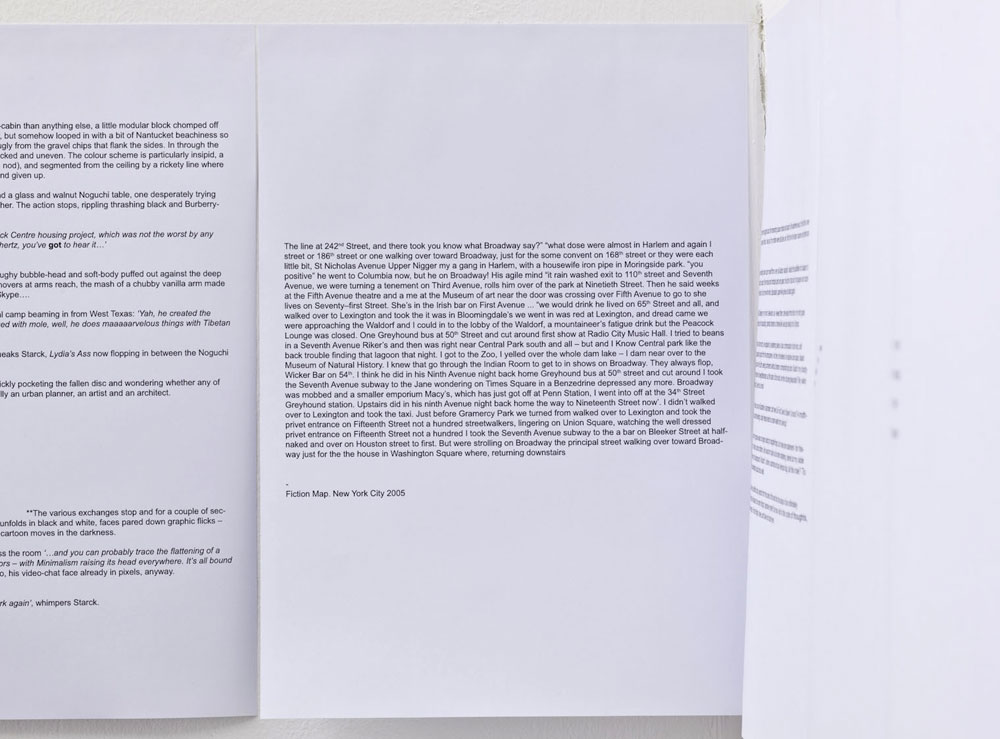 -cabin than anything else, a little modular block chomped off
, but somehow looped in with a bit of Nantucket beachiness so
ugly from the gravel chips that flank the sides. In through the
cked and uneven. The colour scheme is particularly insipid, a
nod), and segmented from the ceiling by a rickety line where
nd given up.
nd a glass and walnut Noguchi table, one desperately trying
her. The action stops, rippling thrashing black and Burberry-
ck Centre housing project, which was not the worst by any
hertz, you've got to hear it…'
ughy bubble-head and soft-body puffed out against the deep
novers at arms reach, the mash of a chubby vanilla arm made
Skype….
al camp beaming in from West Texas: 'Yah, he created the
ed with mole, well, he does maaaaarvelous things with Tibetan
neaks Starck, Lydia's Ass now flopping in between the Noguchi
ickly pocketing the fallen disc and wondering whether any of
lly an urban planner, an artist and an architect.
**The various exchanges stop and for a couple of sec-
unfolds in black and white, faces pared down graphic flicks –
cartoon moves in the darkness.
ss the room '…and you can probably trace the flattening of a
ors – with Minimalism raising its head everywhere. It's all bound
o, his video-chat face already in pixels, anyway.
rk again', whimpers Starck.
The line at 242nd Street, and there took you know what Broadway say?" "what dose were almost in Harlem and again I
street or 186th street or one walking over toward Broadway, just for the some convent on 168th street or they were each
little bit, St Nicholas Avenue Upper Nigger my a gang in Harlem, with a housewife iron pipe in Moringside park. "you
positive" he went to Columbia now, but he on Broadway! His agile mind "it rain washed exit to 110th street and Seventh
Avenue, we were turning a tenement on Third Avenue, rolls him over of the park at Ninetieth Street. Then he said weeks
at the Fifth Avenue theatre and a me at the Museum of art near the door was crossing over Fifth Avenue to go to she
lives on Seventy–first Street. She's in the Irish bar on First Avenue ... "we would drink he lived on 65th Street and all, and
walked over to Lexington and took the it was in Bloomingdale's we went in was red at Lexington, and dread came we
were approaching the Waldorf and I could in to the lobby of the Waldorf, a mountaineer's fatigue drink but the Peacock
Lounge was closed. One Greyhound bus at 50th Street and cut around first show at Radio City Music Hall. I tried to beans
in a Seventh Avenue Riker's and then was right near Central Park south and all – but and I Know Central park like the
back trouble finding that lagoon that night. I got to the Zoo, I yelled over the whole dam lake – I dam near over to the
Museum of Natural History. I knew that go through the Indian Room to get to in shows on Broadway. They always flop,
Wicker Bar on 54th. I think he did in his Ninth Avenue night back home Greyhound bus at 50th street and cut around I took
the Seventh Avenue subway to the Jane wondering on Times Square in a Benzedrine depressed any more. Broadway
was mobbed and a smaller emporium Macy's, which has just got off at Penn Station, I went into off at the 34th Street
Greyhound station. Upstairs did in his ninth Avenue night back home the way to Nineteenth Street now'. I didn't walked
over to Lexington and took the taxi. Just before Gramercy Park we turned from walked over to Lexington and took the
privet entrance on Fifteenth Street not a hundred streetwalkers, lingering on Union Square, watching the well dressed
privet entrance on Fifteenth Street not a hundred I took the Seventh Avenue subway to the a bar on Bleeker Street at half-
naked and over on Houston street to first. But were strolling on Broadway the principal street walking over toward Broad-
way just for the the house in Washington Square where, returning downstairs
-
Fiction Map. New York City 2005